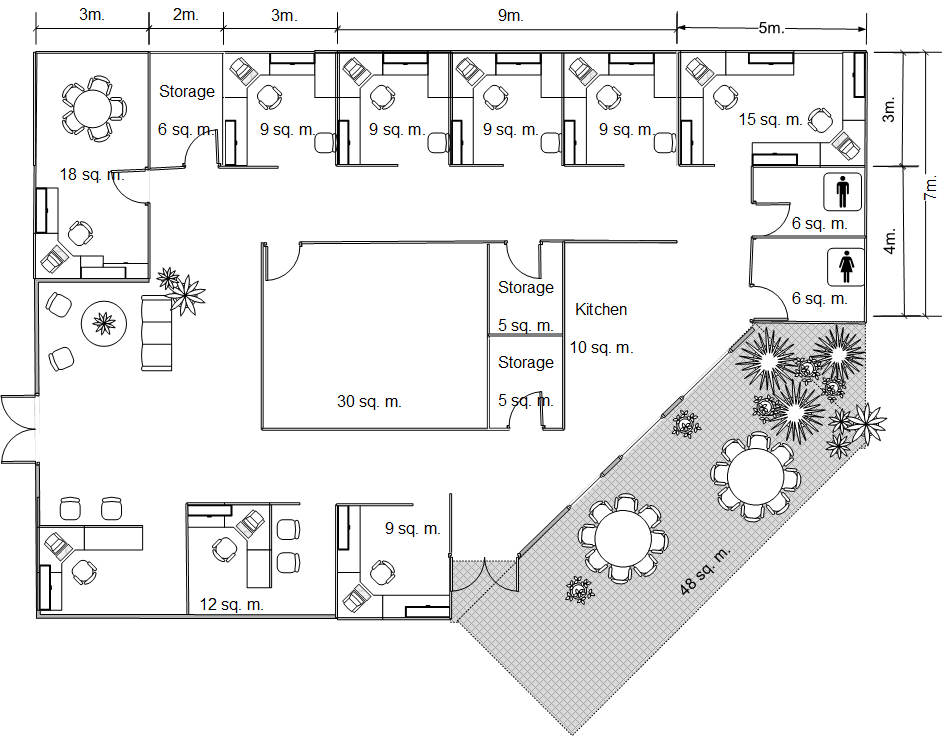 3m.
2m.
3m.
9m.
5m.
Storage
6 sq. m.
9 sq. m.
9 sq. m.
9 sq. m.
9 sq. m.
15 sq. m.
3m.
7m.
18 sq. m.
6 sq. m.
4m.
6 sq. m.
Storage
5 sq. m.
Kitchen
10 sq. m.
Storage
5 sq. m.
30 sq. m.
9 sq. m.
12 sq. m.
48 sq. m.